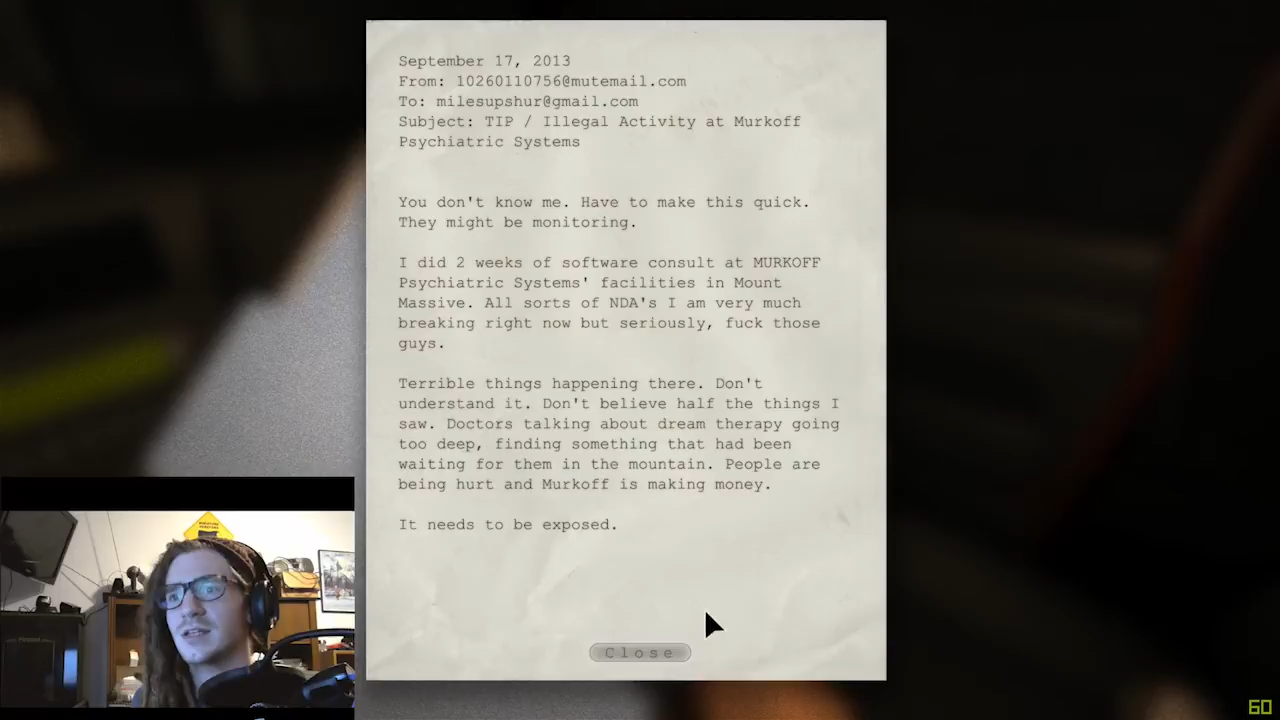 September 17, 2013
From: 10260110756@mutemail.com
To: milesupshur@gmail.com
Subject: TIP / Illegal Activity at Murkoff
Psychiatric Systems
You don't know me. Have to make this quick.
They might be monitoring.
I did 2 weeks of software consult at MURKOFF
Psychiatric Systems' facilities in Mount
Massive. All sorts of NDA's I am very much
breaking right now but seriously, fuck those
guys.
Terrible things happening there. Don't
understand it. Don't believe half the things I
saw. Doctors talking about dream therapy going
too deep, finding something that had been
waiting for them in the mountain. People are
being hurt and Murkoff is making money.
It needs to be exposed.
Close
60